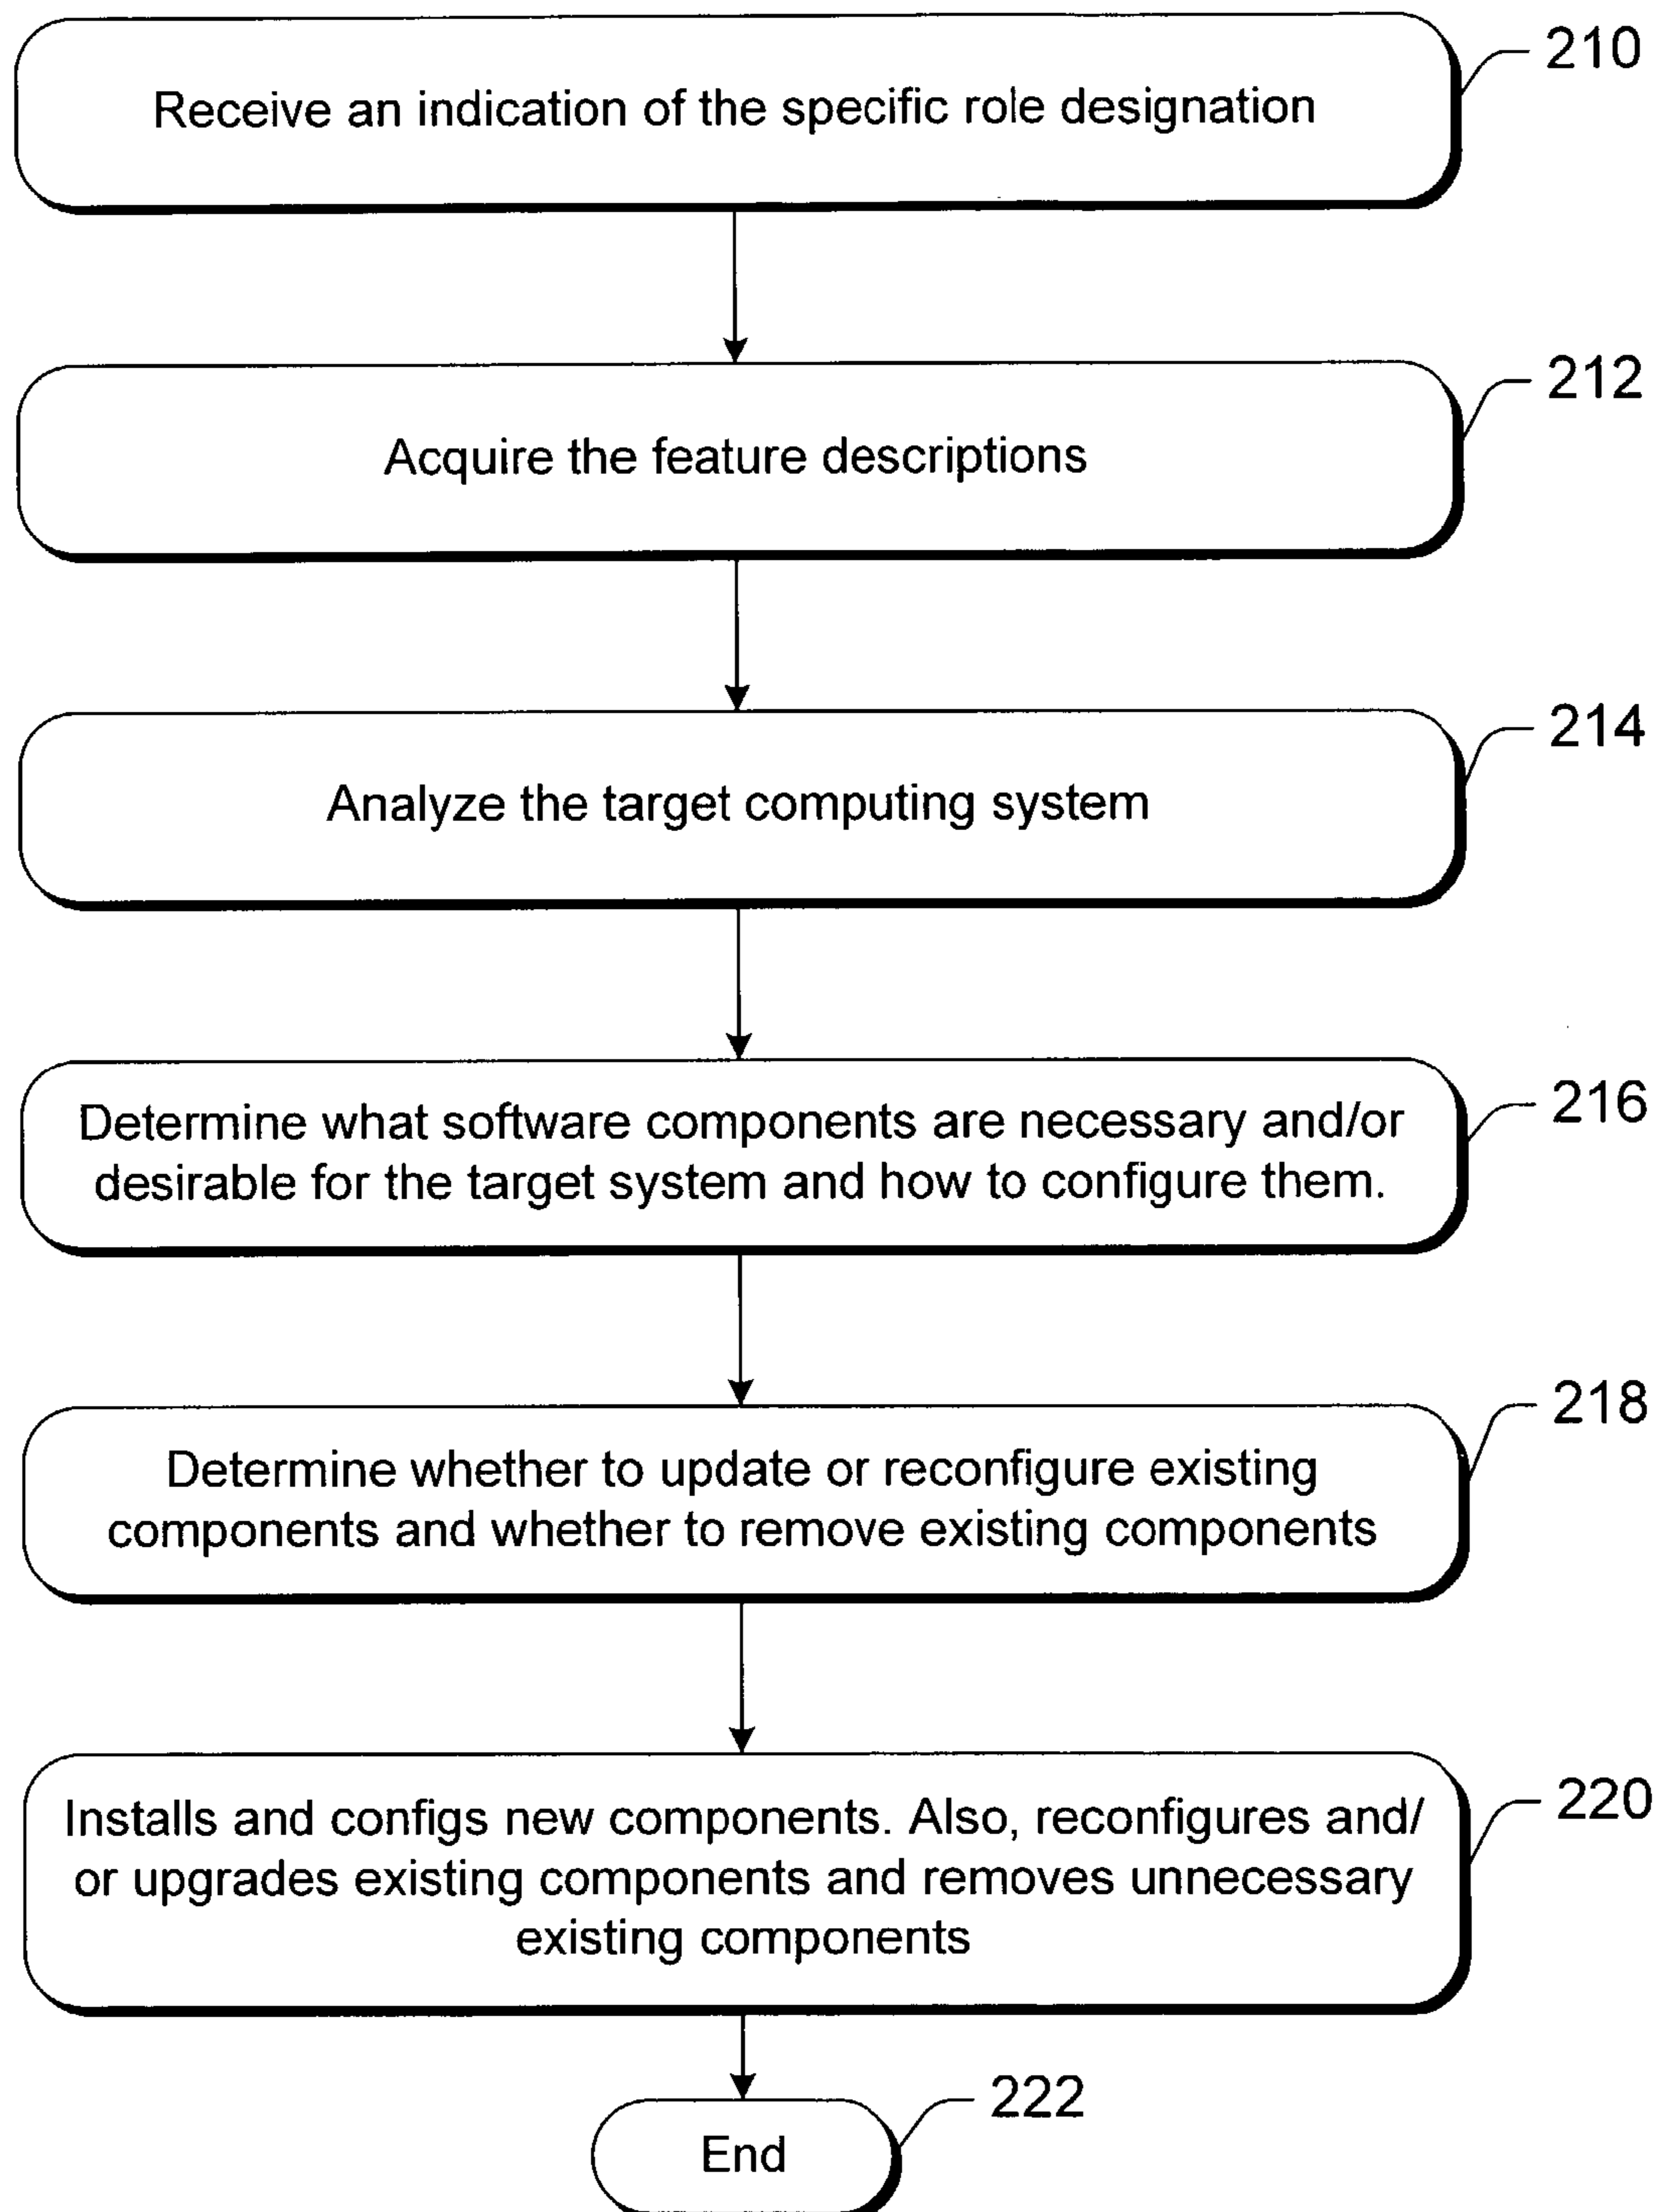 210
Receive an indication of the specific role designation
212
Acquire the feature descriptions
214
Analyze the target computing system
216
Determine what software components are necessary and/or
desirable for the target system and how to configure them.
218
Determine whether to update or reconfigure existing
components and whether to remove existing components
220
Installs and configs new components. Also, reconfigures and/
or upgrades existing components and removes unnecessary
existing components
222
End